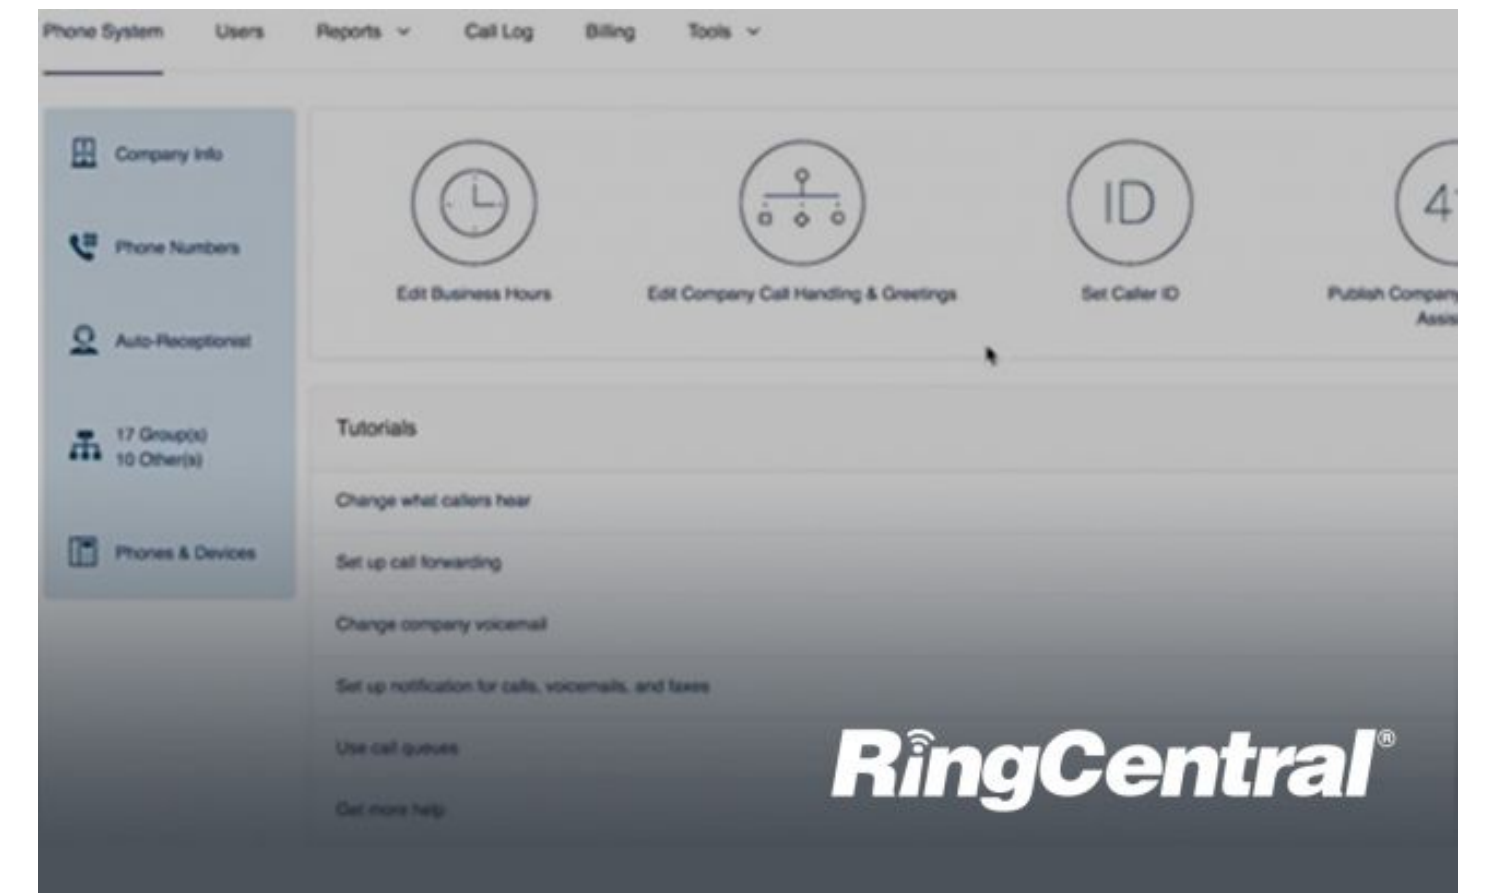 Phone System Users Reports Call Log Billing Tools
Company Info
Phone Numbers
Auto-Receptionist
17 Group(s)
10 Other(s)
Phones & Devices
ID
4
Edit Business Hours
Edit Company Call Handling & Greetings
Set Caller ID
Publish Company
Tutorials
Change what callers hear
Set up call forwarding
Change company voicemail
Set up notification for calls, voicemails, and faxes
Use call queues
Get more help
RingCentral®